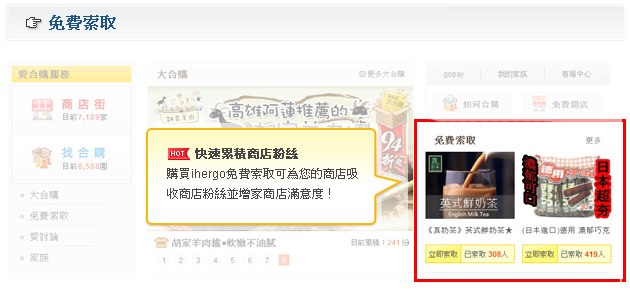 ☞ 免費索取
愛合購服務
商店街
目前7,189家
找合購
目前6,588團
大合購
免費索取
愛討論
家族
大合購
更多大合購
高雄阿蓮推薦的
94
折
HOT 快速累積商店粉絲
購買ihergo免費索取可為您的商店吸
收商店粉絲並增家商店滿意度！
胡家羊肉爐●軟嫩不油膩
目前累積：241 份
1 2 3 4 5 6 7 8
gopay
我的家族
客服中心
如何合購
免費開店
免費索取
更多
英式鮮奶茶
English Milk Tea
日本超夯
德用
《真奶茶》英式鮮奶茶★
(日本進口)德用 濃郁巧克
立即索取 已索取 308人
立即索取 已索取 419人